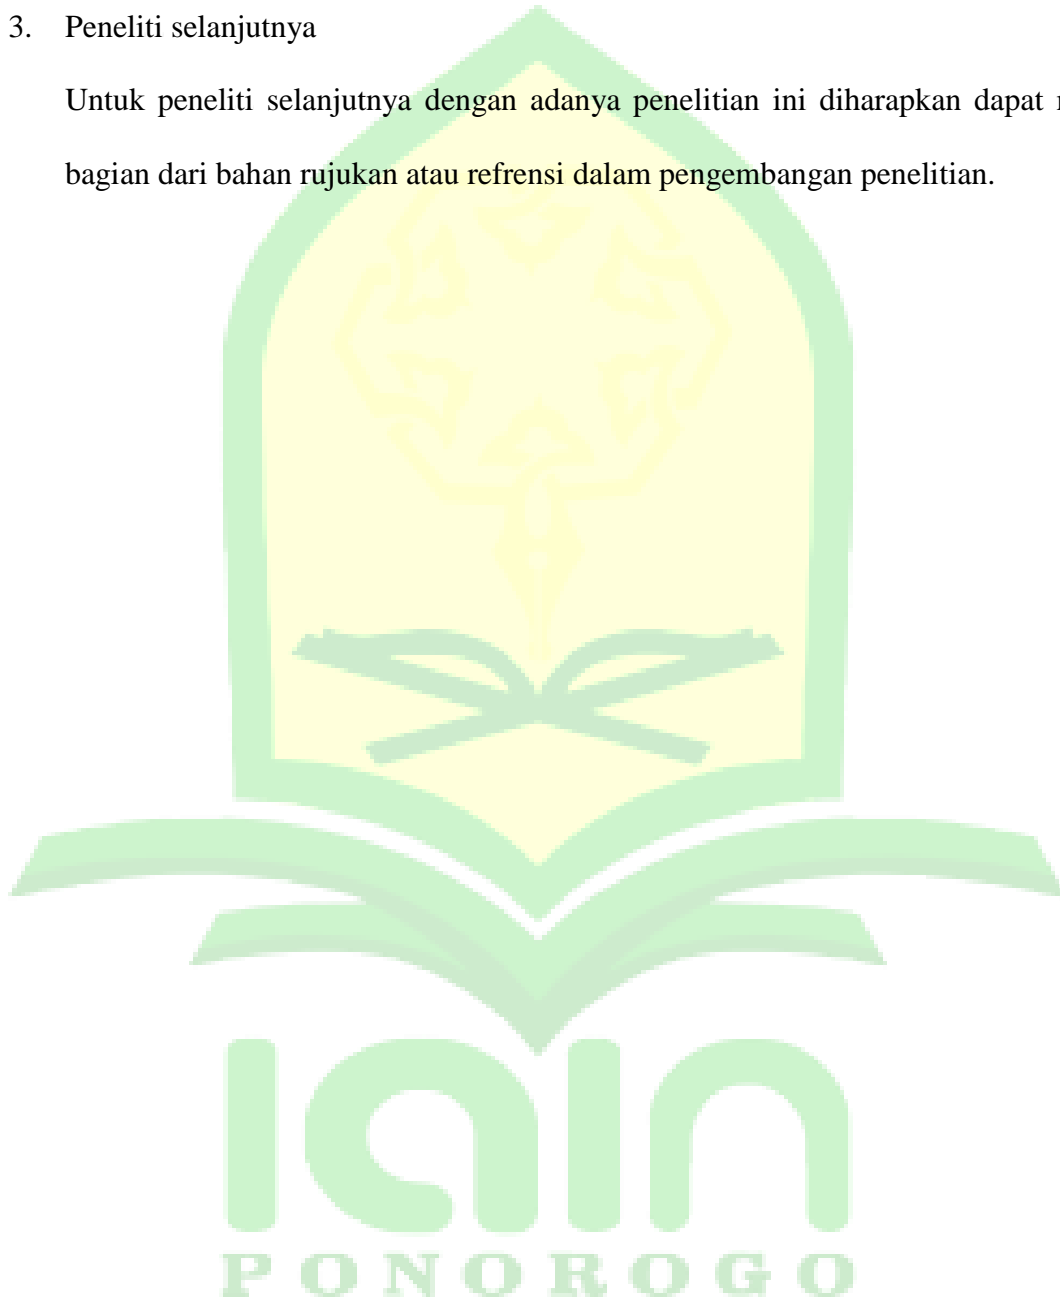 3. Peneliti selanjutnya
Untuk peneliti selanjutnya dengan adanya penelitian ini diharapkan dapat
bagian dari bahan rujukan atau refrensi dalam pengembangan penelitian.
iain
PONOROGO